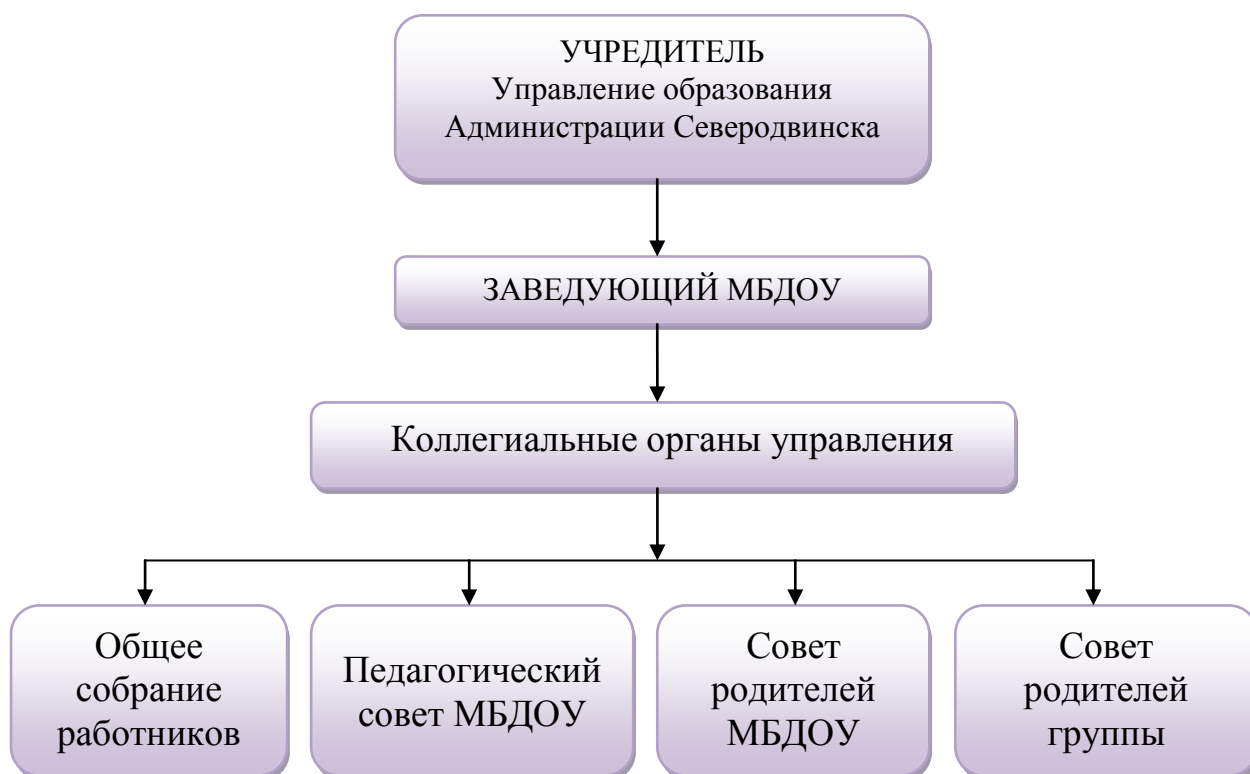 УЧРЕДИТЕЛЬ
Управление образования
Администрации Северодвинска
ЗАВЕДУЮЩИЙ МБДОУ
Коллегиальные органы управления
Общее
собрание
работников
Педагогический
совет МБДОУ
Совет
родителей
МБДОУ
Совет
родителей
группы